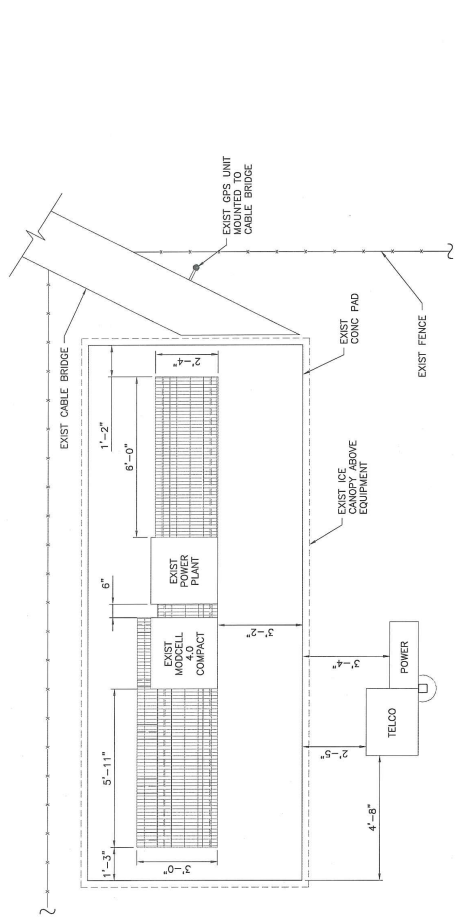 EXIST GPS UNIT
MOUNTED TO
CABLE BRIDGE
EXIST CABLE BRIDGE
EXIST
CONC PAD
EXIST FENCE
EXIST ICE
CANOPY ABOVE
EQUIPMENT
1'-2"
2'-4"
6'-0"
EXIST
POWER
PLANT
6"
EXIST
MODCELL
4.0
COMPACT
3'-2"
3'-4"
POWER
TELCO
2'-5"
5'-11"
4'-8"
1'-3"
3'-0"